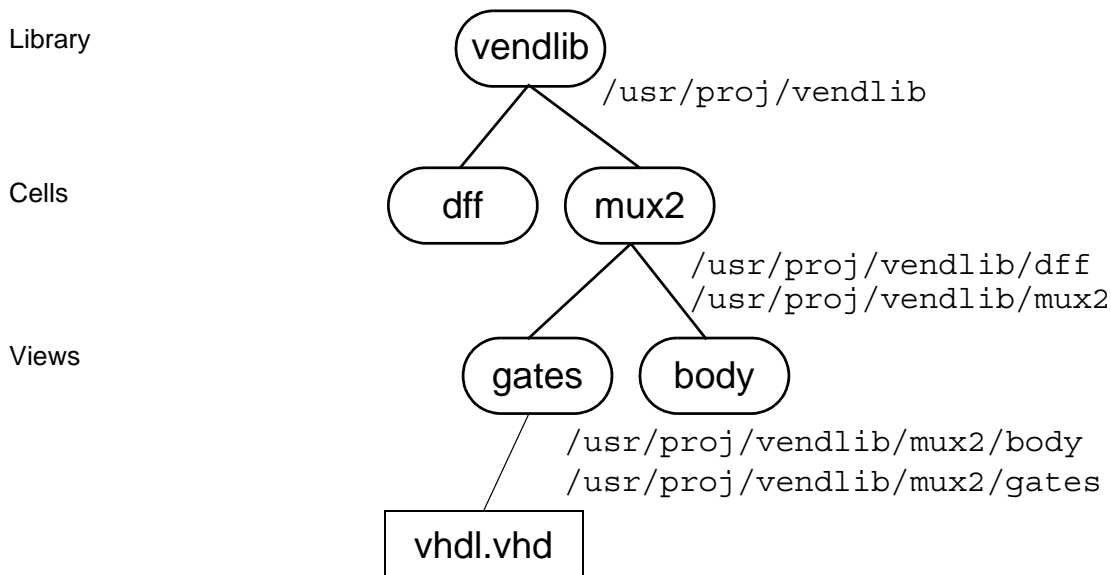 Library
vendlib
/usr/proj/vendlib
Cells
dff
mux2
/usr/proj/vendlib/dff
/usr/proj/vendlib/mux2
Views
gates
body
/usr/proj/vendlib/mux2/body
/usr/proj/vendlib/mux2/gates
vhdl.vhd